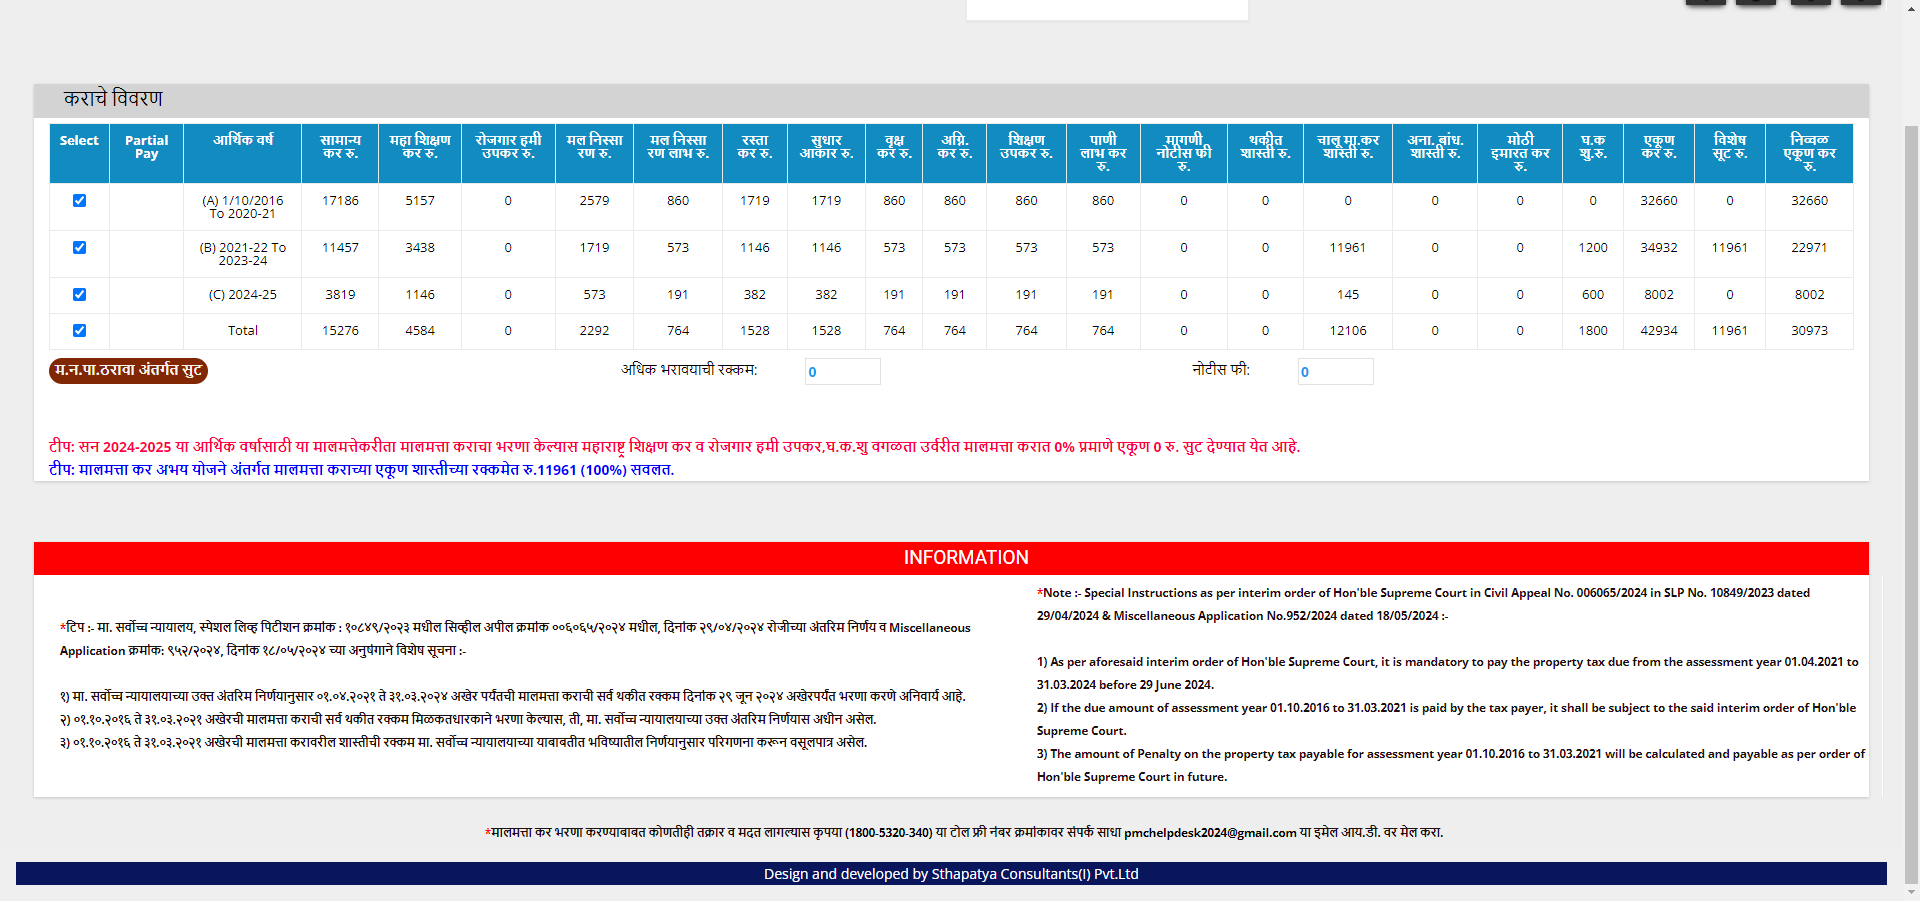 कराचे विवरण
Select Partial Pay आर्थिक वर्ष सामान्य कर रु. महा शिक्षण कर रु. रोजगार हमी उपकर रु. मल निस्सा रण रु. मल निस्सा रण लाभ रु. रस्ता कर रु. सुधार आकार रु. वृक्ष कर रु. अग्नि. कर रु. शिक्षण उपकर रु. पाणी लाभ कर रु. मागणी नोटीस फी रु. थकीत शास्ती रु. चालू मा.कर शास्ती रु. अना. बांध. शास्ती रु. मोठी इमारत कर रु. घ.क शु.रु. एकूण कर रु. विशेष सूट रु. निव्वळ एकूण कर रु.
(A) 1/10/2016 To 2020-21 17186 5157 0 2579 860 1719 1719 860 860 860 860 0 0 0 0 0 0 32660 0 32660
(B) 2021-22 To 2023-24 11457 3438 0 1719 573 1146 1146 573 573 573 573 0 0 11961 0 0 1200 34932 11961 22971
(C) 2024-25 3819 1146 0 573 191 382 382 191 191 191 191 0 0 145 0 0 600 8002 0 8002
Total 15276 4584 0 2292 764 1528 1528 764 764 764 764 0 0 12106 0 0 1800 42934 11961 30973
म.न.पा.ठरावा अंतर्गत सुट अधिक भरावयाची रक्कम: 0 नोटीस फी: 0
टीप: सन 2024-2025 या आर्थिक वर्षासाठी या मालमत्तेकरीता मालमत्ता कराचा भरणा केल्यास महाराष्ट्र शिक्षण कर व रोजगार हमी उपकर,घ.क.शु वगळता उर्वरीत मालमत्ता करात 0% प्रमाणे एकूण 0 रु. सुट देण्यात येत आहे.
टीप: मालमत्ता कर अभय योजने अंतर्गत मालमत्ता कराच्या एकूण शास्तीच्या रक्कमेत रु.11961 (100%) सवलत.
INFORMATION
*टिप :- मा. सर्वोच्च न्यायालय, स्पेशल लिव्ह पिटीशन क्रमांक : १०८४९/२०२३ मधील सिव्हील अपील क्रमांक ००६०६५/२०२४ मधील, दिनांक २९/०४/२०२४ रोजीच्या अंतरिम निर्णय व Miscellaneous
Application क्रमांक: ९५२/२०२४, दिनांक १८/०५/२०२४ च्या अनुषंगाने विशेष सूचना :-
१) मा. सर्वोच्च न्यायालयाच्या उक्त अंतरिम निर्णयानुसार ०१.०४.२०२१ ते ३१.०३.२०२४ अखेर पर्यंतची मालमत्ता कराची सर्व थकीत रक्कम दिनांक २९ जून २०२४ अखेरपर्यंत भरणा करणे अनिवार्य आहे.
२) ०१.१०.२०१६ ते ३१.०३.२०२१ अखेरची मालमत्ता कराची सर्व थकीत रक्कम मिळकतधारकाने भरणा केल्यास, ती, मा. सर्वोच्च न्यायालयाच्या उक्त अंतरिम निर्णयास अधीन असेल.
३) ०१.१०.२०१६ ते ३१.०३.२०२१ अखेरची मालमत्ता करावरील शास्तीची रक्कम मा. सर्वोच्च न्यायालयाच्या याबाबतीत भविष्यातील निर्णयानुसार परिगणना करून वसूलपात्र असेल.
*Note :- Special Instructions as per interim order of Hon'ble Supreme Court in Civil Appeal No. 006065/2024 in SLP No. 10849/2023 dated
29/04/2024 & Miscellaneous Application No.952/2024 dated 18/05/2024 :-
1) As per aforesaid interim order of Hon'ble Supreme Court, it is mandatory to pay the property tax due from the assessment year 01.04.2021 to
31.03.2024 before 29 June 2024.
2) If the due amount of assessment year 01.10.2016 to 31.03.2021 is paid by the tax payer, it shall be subject to the said interim order of Hon'ble
Supreme Court.
3) The amount of Penalty on the property tax payable for assessment year 01.10.2016 to 31.03.2021 will be calculated and payable as per order of
Hon'ble Supreme Court in future.
*मालमत्ता कर भरणा करण्याबाबत कोणतीही तक्रार व मदत लागल्यास कृपया (1800-5320-340) या टोल फ्री नंबर क्रमांकावर संपर्क साधा pmchelpdesk2024@gmail.com या इमेल आय.डी. वर मेल करा.
Design and developed by Sthapatya Consultants(I) Pvt.Ltd